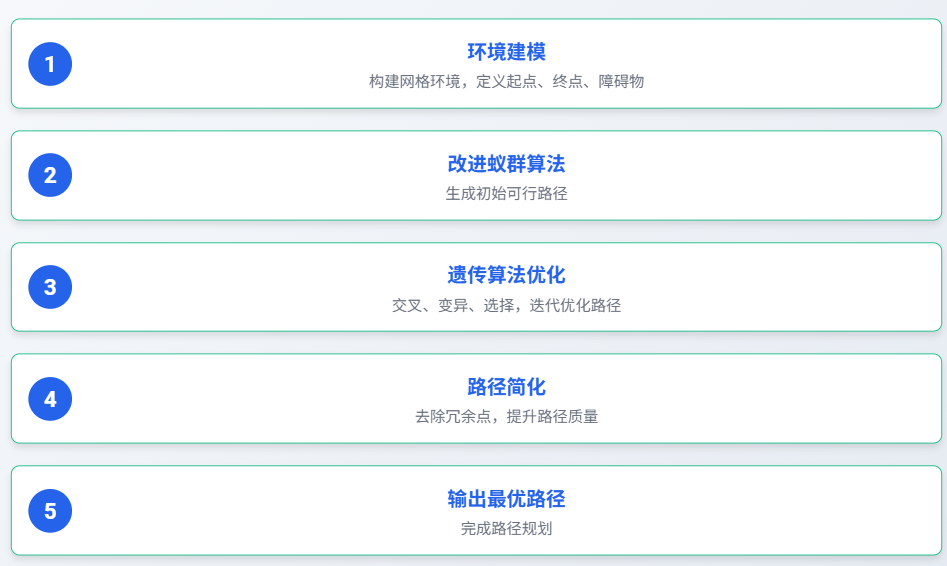 1
环境建模
构建网格环境，定义起点、终点、障碍物
2
改进蚁群算法
生成初始可行路径
3
遗传算法优化
交叉、变异、选择，迭代优化路径
4
路径简化
去除冗余点，提升路径质量
5
输出最优路径
完成路径规划